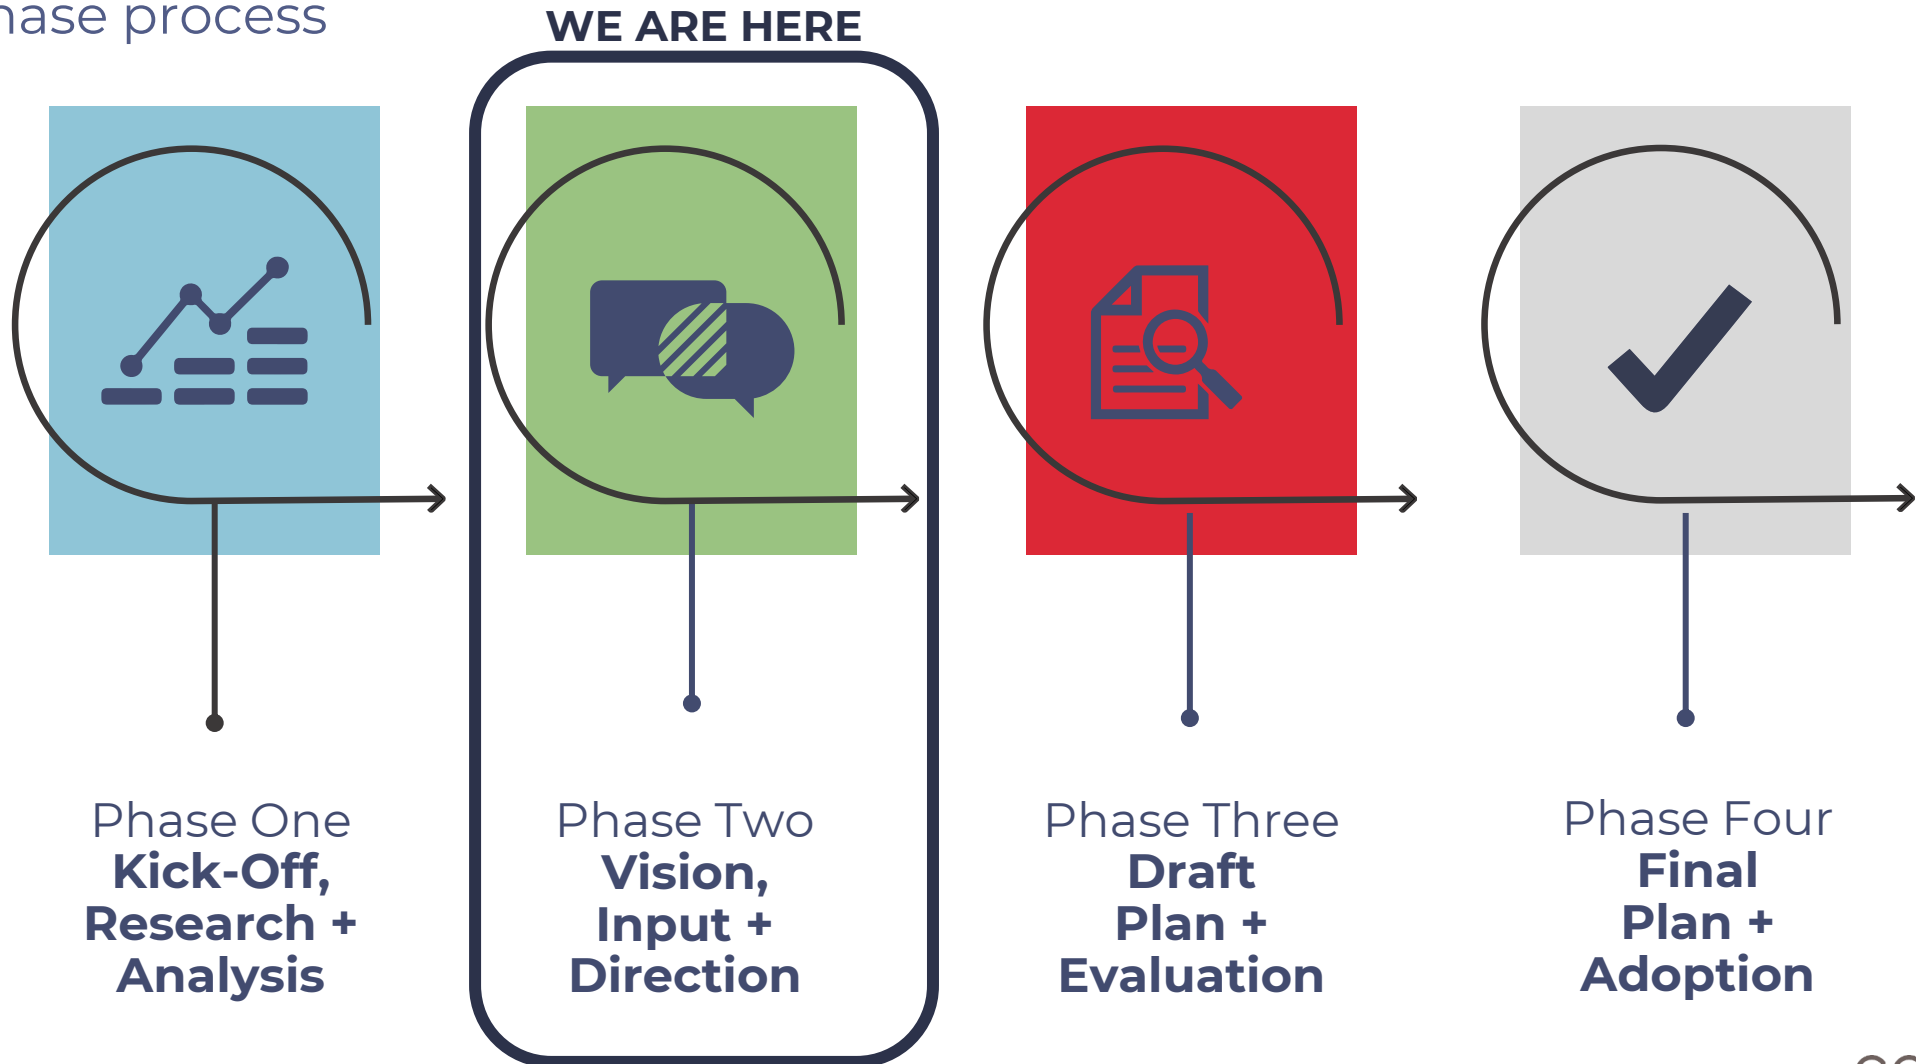 process
WE ARE HERE
Phase One
Kick-Off,
Research +
Analysis
Phase Two
Vision,
Input +
Direction
Phase Three
Draft
Plan +
Evaluation
Phase Four
Final
Plan +
Adoption